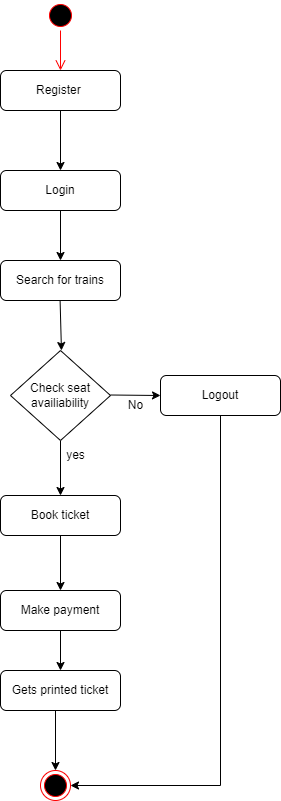 Register
Login
Search for trains
Check seat
availiability
No
Logout
yes
Book ticket
Make payment
Gets printed ticket